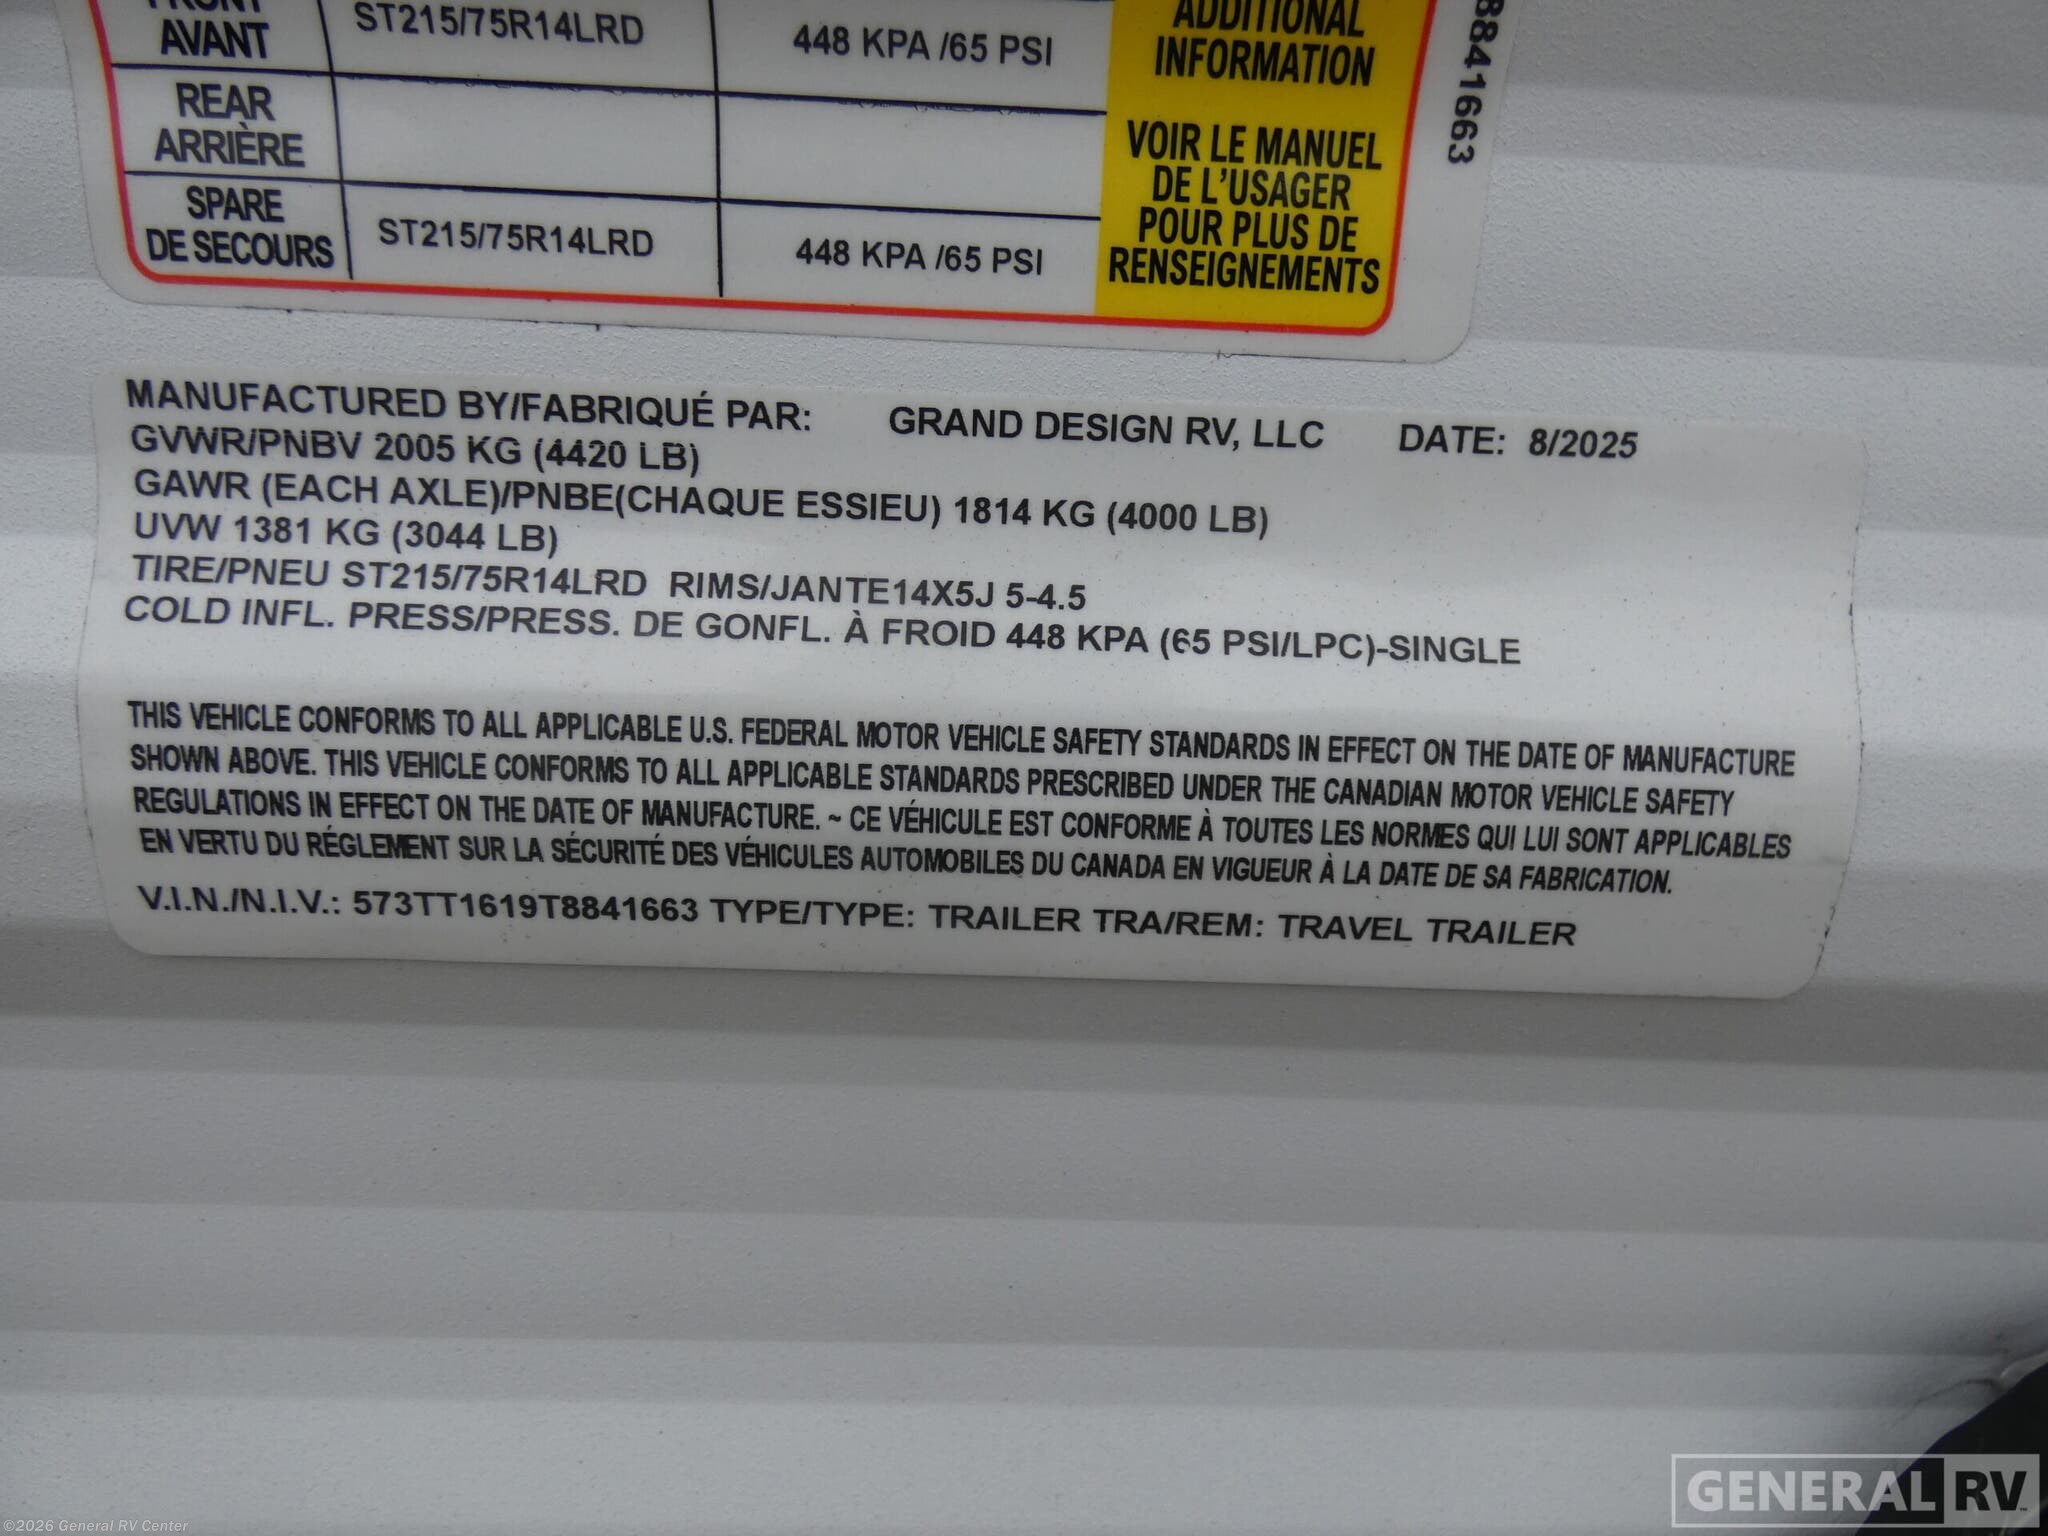 FRONT
AVANT
ST215/75R14LRD
448 KPA /65 PSI
ADDITIONAL
INFORMATION
REAR
ARRIÈRE
VOIR LE MANUEL
DE L'USAGER
POUR PLUS DE
RENSEIGNEMENTS
SPARE
DE SECOURS
ST215/75R14LRD
448 KPA /65 PSI
8841663
MANUFACTURED BY/FABRIQUÉ PAR: GRAND DESIGN RV, LLC DATE: 8/2025
GVWR/PNBV 2005 KG (4420 LB)
GAWR (EACH AXLE)/PNBE(CHAQUE ESSIEU) 1814 KG (4000 LB)
UVW 1381 KG (3044 LB)
TIRE/PNEU ST215/75R14LRD RIMS/JANTE14X5J 5-4.5
COLD INFL. PRESS/PRESS. DE GONFL. À FROID 448 KPA (65 PSI/LPC)-SINGLE
THIS VEHICLE CONFORMS TO ALL APPLICABLE U.S. FEDERAL MOTOR VEHICLE SAFETY STANDARDS IN EFFECT ON THE DATE OF MANUFACTURE
SHOWN ABOVE. THIS VEHICLE CONFORMS TO ALL APPLICABLE STANDARDS PRESCRIBED UNDER THE CANADIAN MOTOR VEHICLE SAFETY
REGULATIONS IN EFFECT ON THE DATE OF MANUFACTURE. ~ CE VÉHICULE EST CONFORME À TOUTES LES NORMES QUI LUI SONT APPLICABLES
EN VERTU DU RÉGLEMENT SUR LA SÉCURITÉ DES VÉHICULES AUTOMOBILES DU CANADA EN VIGUEUR À LA DATE DE SA FABRICATION.
V.I.N./N.I.V.: 573TT1619T8841663 TYPE/TYPE: TRAILER TRA/REM: TRAVEL TRAILER
GENERAL RV
©2026 General RV Center